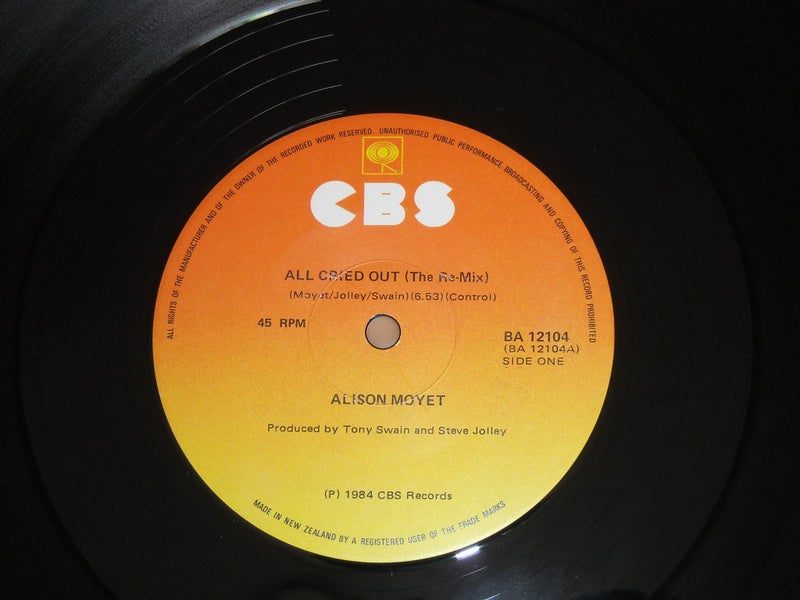 ALL RIGHTS OF THE MANUFACTURER AND OF THE OWNER OF THE RECORDED WORK RESERVED. UNAUTHORISED PUBLIC PERFORMANCE, BROADCASTING AND COPYING OF THIS RECORD PROHIBITED
CBS
ALL CRIED OUT (The Re-Mix)
(Moyet/Jolley/Swain)(6.53)(Control)
45 RPM
BA 12104
(BA 12104A)
SIDE ONE
ALISON MOYET
Produced by Tony Swain and Steve Jolley
(P) 1984 CBS Records
MADE IN NEW ZEALAND BY A REGISTERED USER OF THE TRADE MARKS